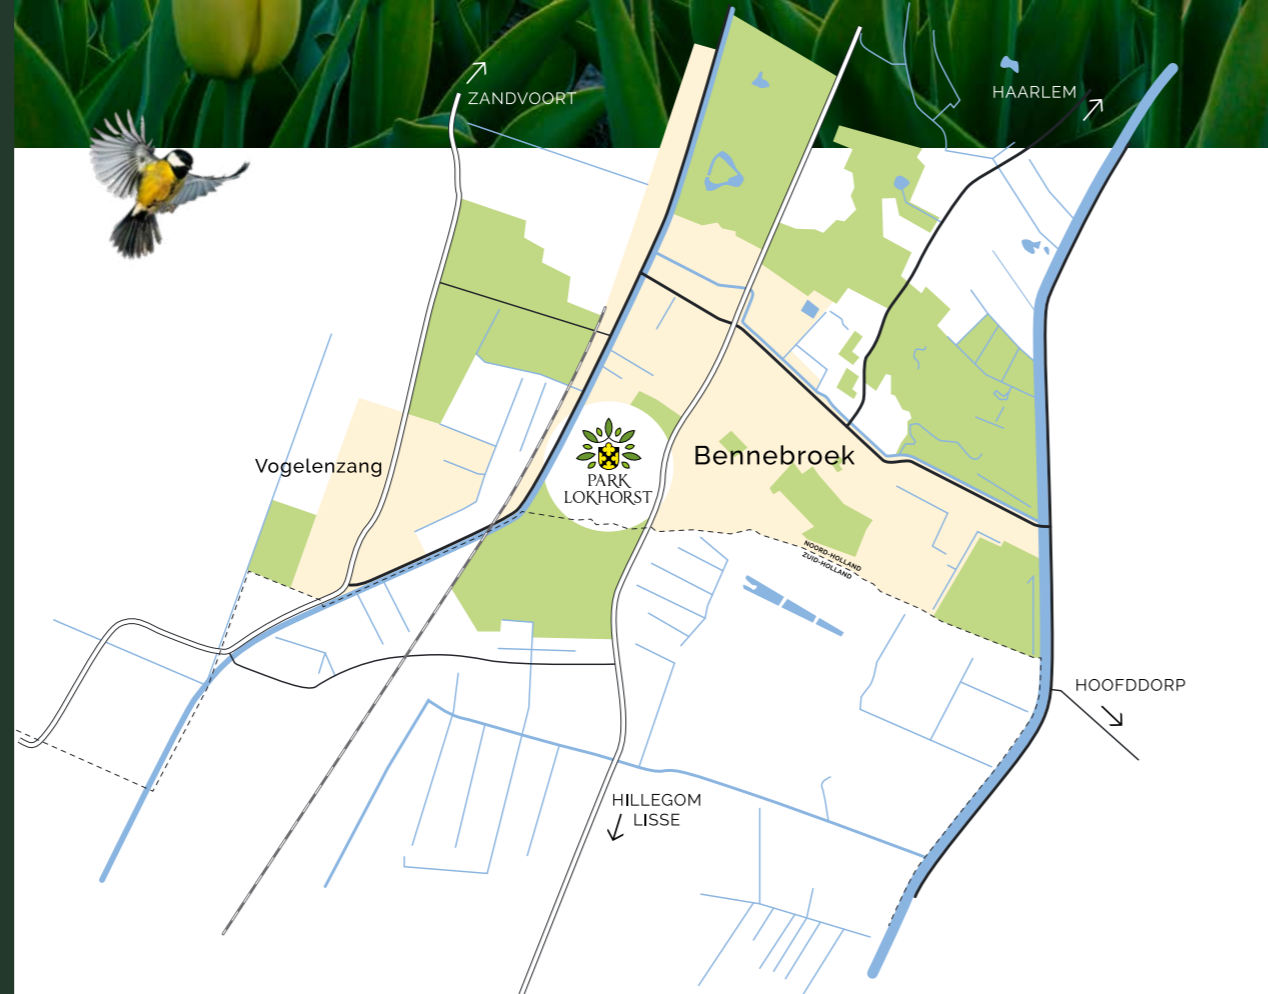 ZANDVOORT
HAARLEM
Vogelenzang
PARK
LOKHORST
Bennebroek
NOORD-HOLLAND
ZUID-HOLLAND
HOOFDDORP
HILLEGOM
LISSE